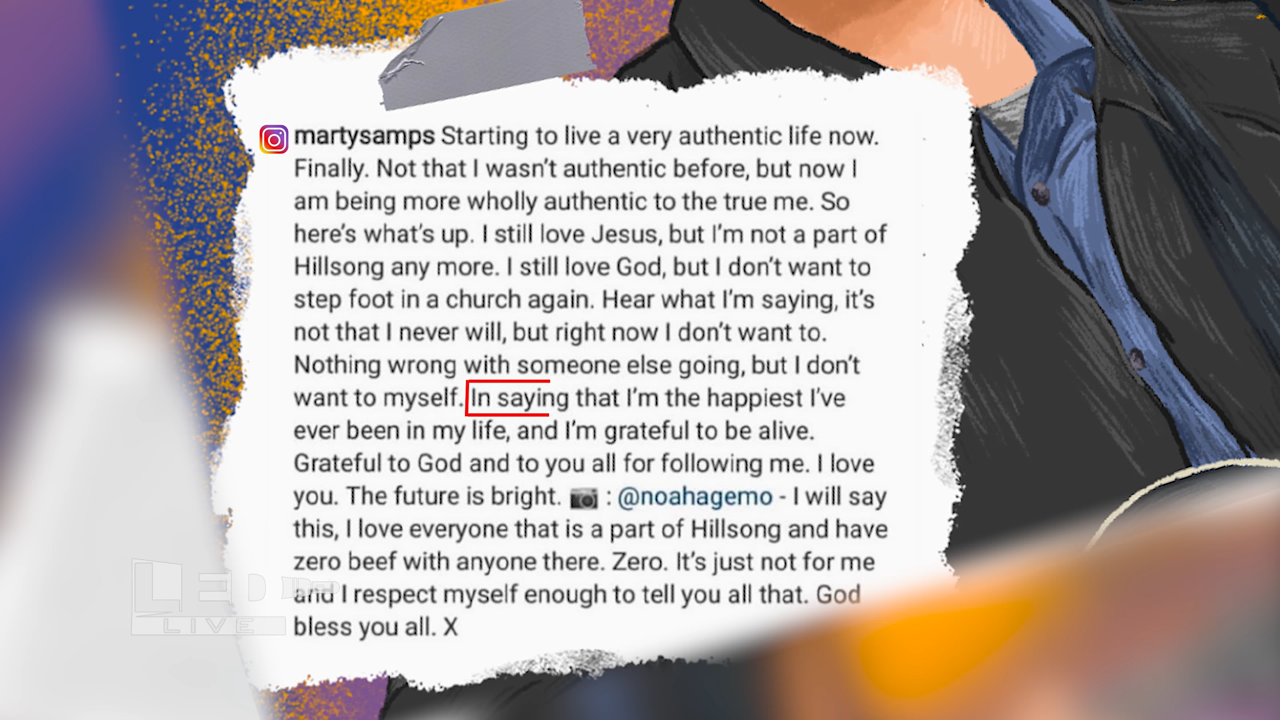 martysamps Starting to live a very authentic life now.
Finally. Not that I wasn't authentic before, but now I
am being more wholly authentic to the true me. So
here's what's up. I still love Jesus, but I'm not a part of
Hillsong any more. I still love God, but I don't want to
step foot in a church again. Hear what I'm saying, it's
not that I never will, but right now I don't want to.
Nothing wrong with someone else going, but I don't
want to myself. In saying that I'm the happiest I've
ever been in my life, and I'm grateful to be alive.
Grateful to God and to you all for following me. I love
you. The future is bright. 📷 : @noahagemo - I will say
this, I love everyone that is a part of Hillsong and have
zero beef with anyone there. Zero. It's just not for me
and I respect myself enough to tell you all that. God
bless you all. X
LED
LIVE